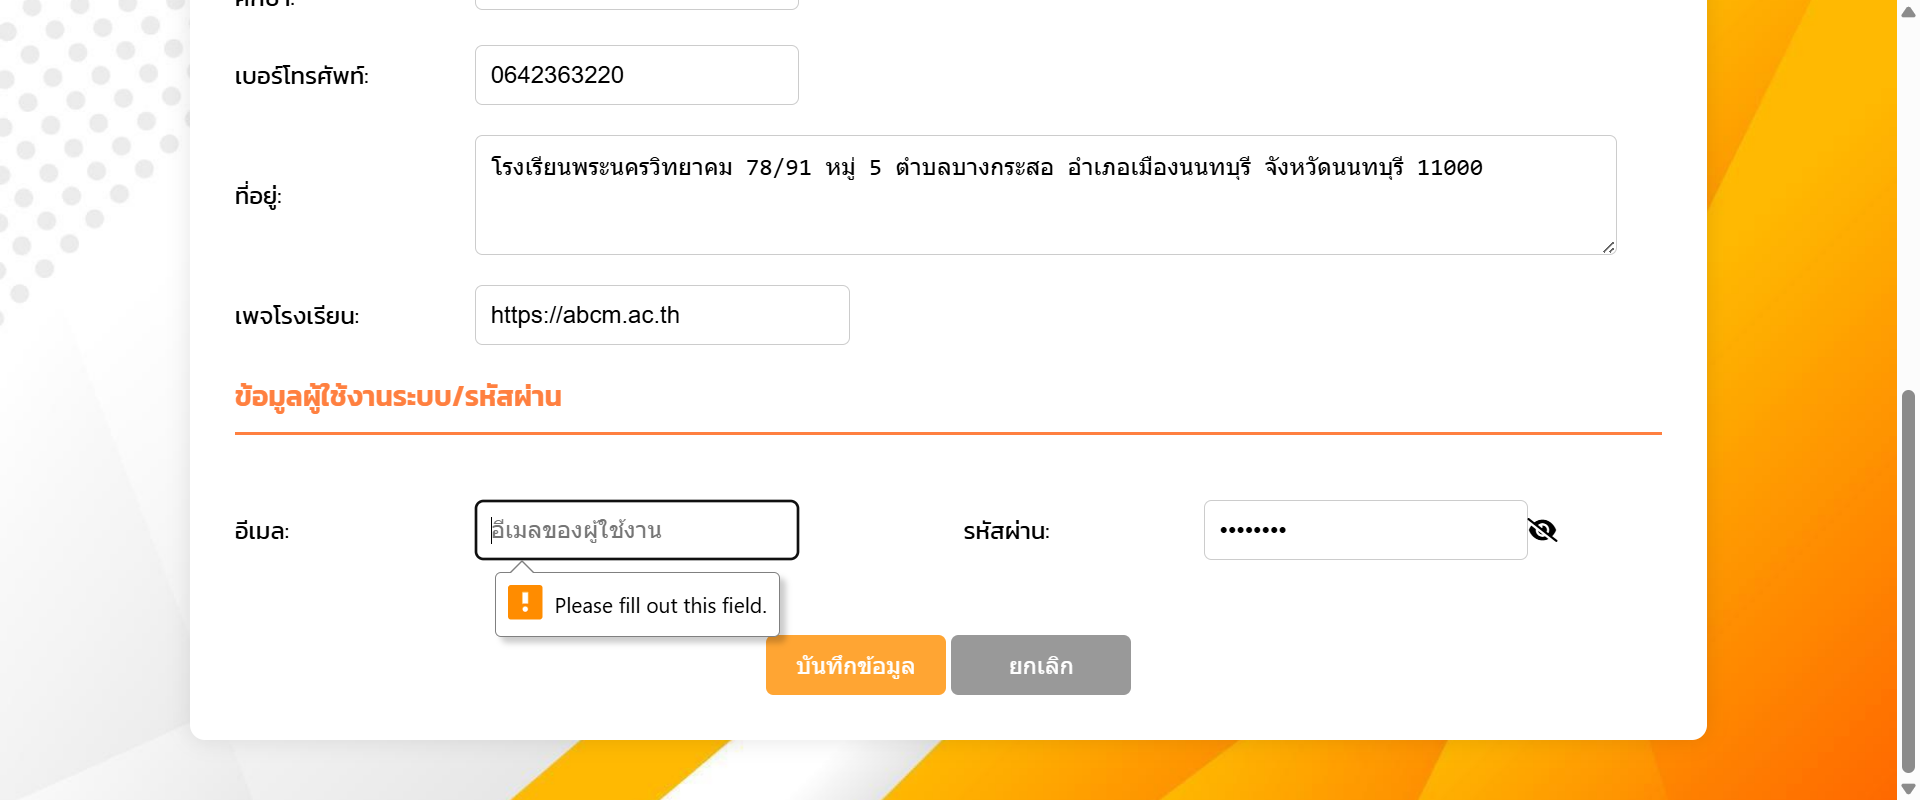 เบอร์โทรศัพท์:
0642363220
ที่อยู่:
โรงเรียนพระนครวิทยาคม 78/91 หมู่ 5 ตำบลบางกระสอ อำเภอเมืองนนทบุรี จังหวัดนนทบุรี 11000
เพจโรงเรียน:
https://abcm.ac.th
ข้อมูลผู้ใช้งานระบบ/รหัสผ่าน
อีเมล:
อีเมลของผู้ใช้งาน
รหัสผ่าน:
••••••••
Please fill out this field.
บันทึกข้อมูล
ยกเลิก